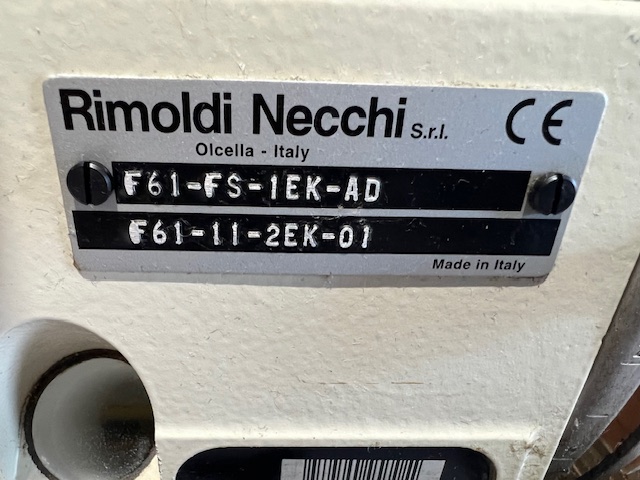 Rimoldi Necchi S.r.l. CE
Olcella - Italy
F61-FS-1EK-AD
F61-11-2EK-01
Made in Italy